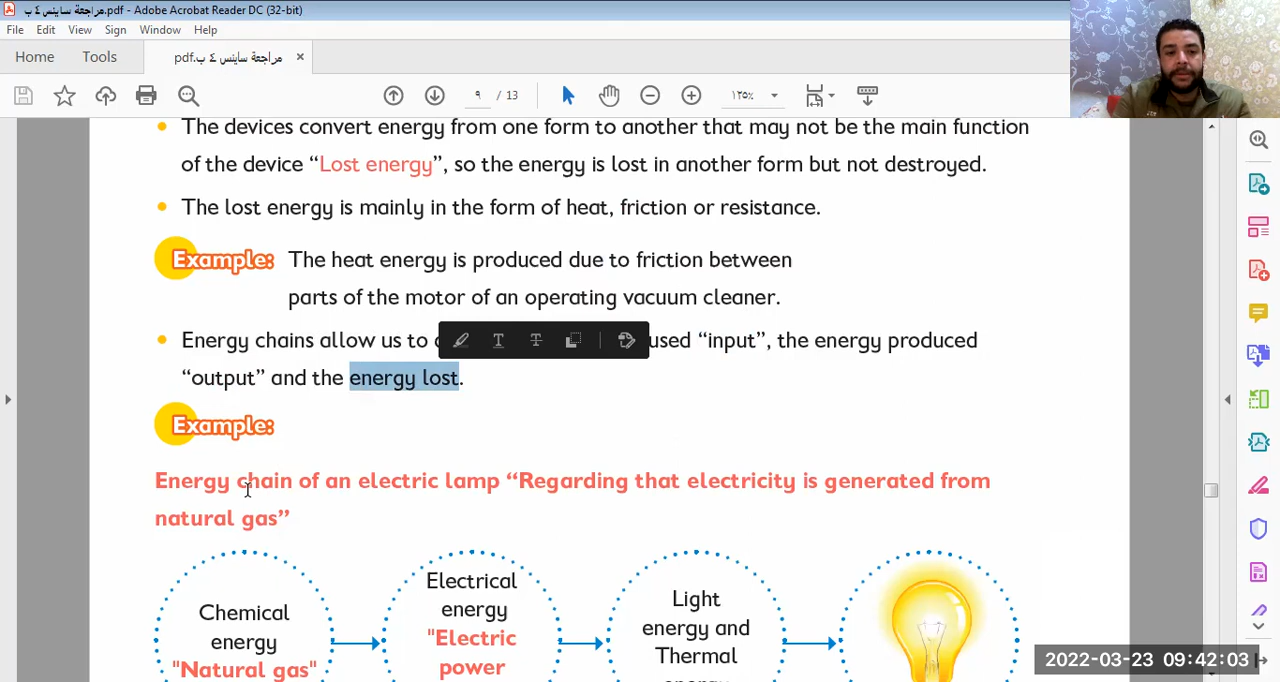 مراجعة ساينس ٤ ب.pdf - Adobe Acrobat Reader DC (32-bit)
File Edit View Sign Window Help
Home Tools مراجعة ساينس ٤ ب.pdf ×
٩ / 13 ١٢٥%
The devices convert energy from one form to another that may not be the main function
of the device “Lost energy”, so the energy is lost in another form but not destroyed.
The lost energy is mainly in the form of heat, friction or resistance.
Example: The heat energy is produced due to friction between
parts of the motor of an operating vacuum cleaner.
Energy chains allow us to used “input”, the energy produced
“output” and the energy lost.
Example:
Energy chain of an electric lamp “Regarding that electricity is generated from
natural gas”
Chemical
energy
"Natural gas"
Electrical
energy
"Electric
power
Light
energy and
Thermal
2022-03-23 09:42:03